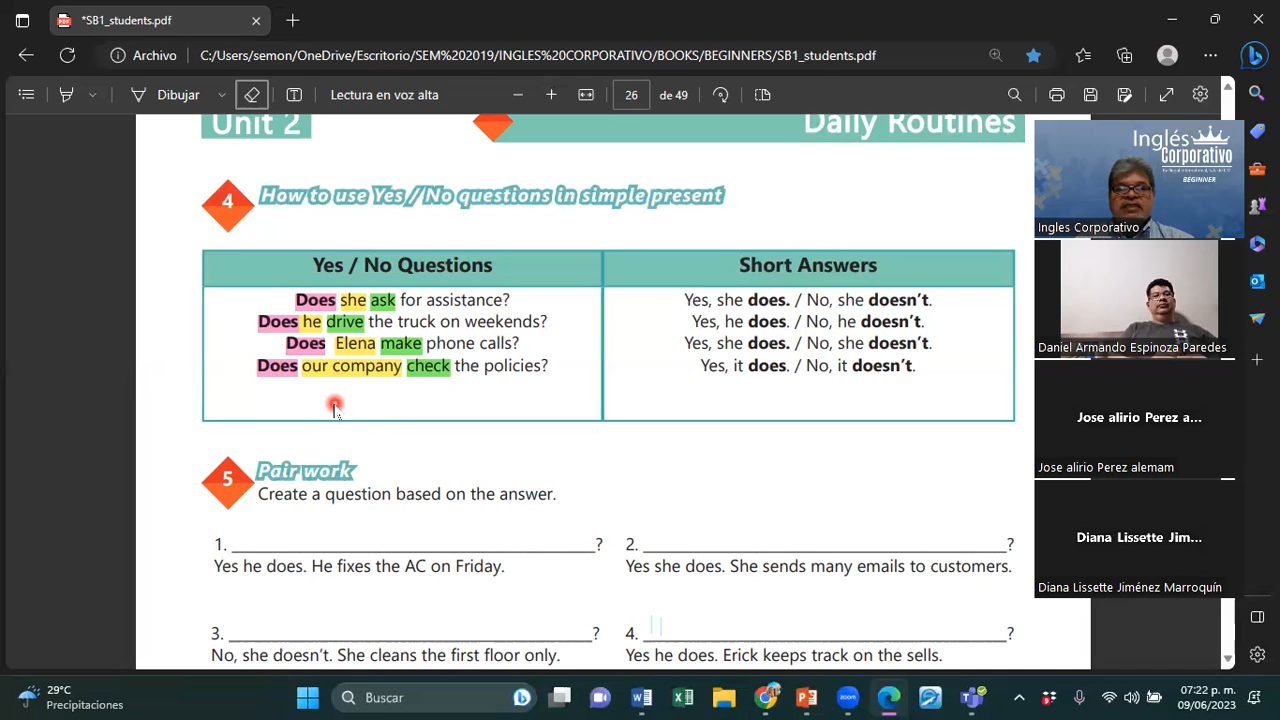 *SB1_students.pdf
Archivo
C:/Users/semon/OneDrive/Escritorio/SEM%202019/INGLES%20CORPORATIVO/BOOKS/BEGINNERS/SB1_students.pdf
Dibujar
Lectura en voz alta
26
de 49
Unit 2
Daily Routines
4
How to use Yes / No questions in simple present
Yes / No Questions
Short Answers
Does she ask for assistance?
Yes, she does. / No, she doesn't.
Does he drive the truck on weekends?
Yes, he does. / No, he doesn't.
Does Elena make phone calls?
Yes, she does. / No, she doesn't.
Does our company check the policies?
Yes, it does. / No, it doesn't.
5
Pair work
Create a question based on the answer.
1. ______________________________________?
Yes he does. He fixes the AC on Friday.
2. ______________________________________?
Yes she does. She sends many emails to customers.
3. ______________________________________?
No, she doesn't. She cleans the first floor only.
4. ______________________________________?
Yes he does. Erick keeps track on the sells.
Inglés
Corporativo
BEGINNER
Ingles Corporativo
Daniel Armando Espinoza Paredes
Jose alirio Perez a...
Jose alirio Perez alemam
Diana Lissette Jim...
Diana Lissette Jiménez Marroquín
29°C
Precipitaciones
Buscar
07:22 p. m.
09/06/2023